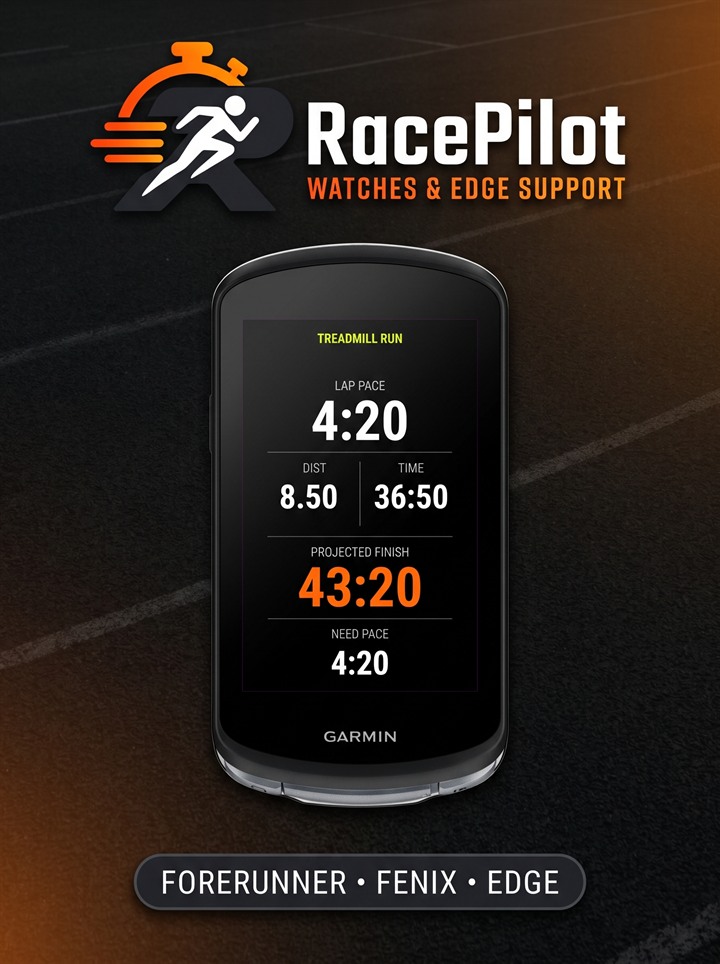 RacePilot
WATCHES & EDGE SUPPORT
TREADMILL RUN
LAP PACE
4:20
DIST TIME
8.50 36:50
PROJECTED FINISH
43:20
NEED PACE
4:20
GARMIN
FORERUNNER • FENIX • EDGE